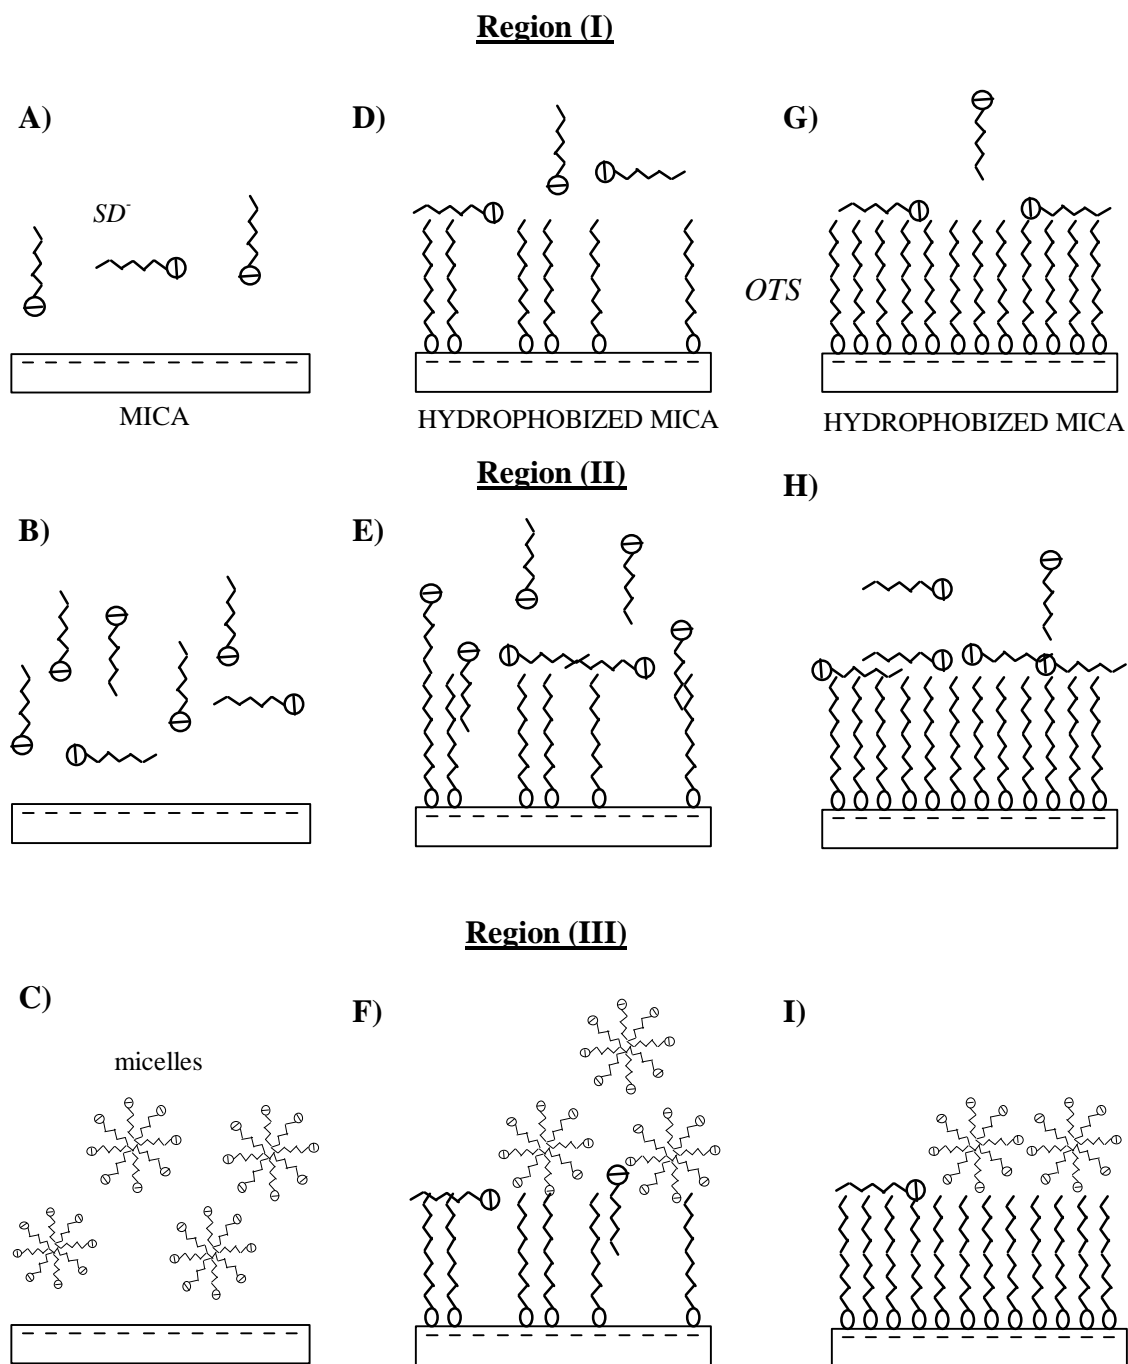 Region (I)
A)
D)
G)
SD-
OTS
MICA
HYDROPHOBIZED MICA
HYDROPHOBIZED MICA
Region (II)
B)
E)
H)
Region (III)
C)
F)
I)
micelles